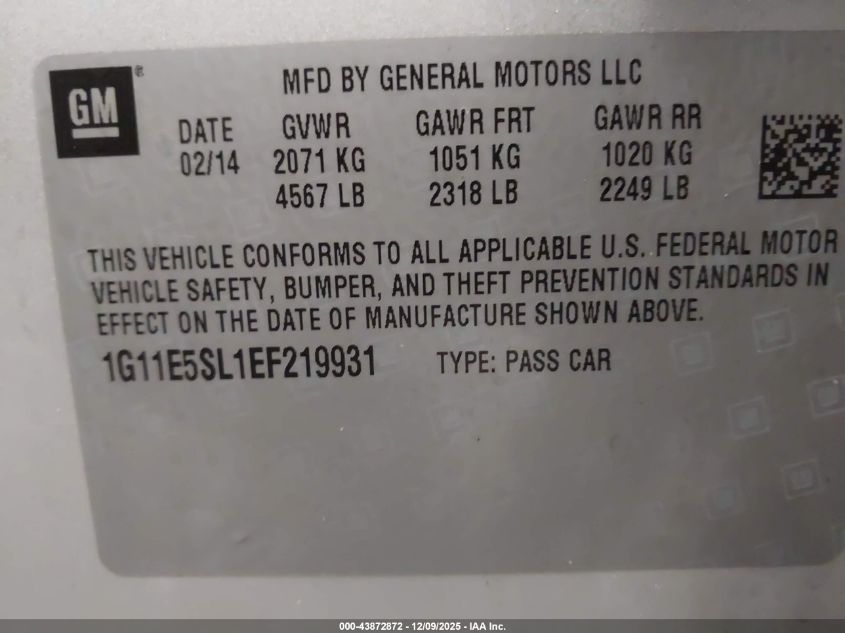 GM®
MFD BY GENERAL MOTORS LLC
DATE GVWR GAWR FRT GAWR RR
02/14 2071 KG 1051 KG 1020 KG
4567 LB 2318 LB 2249 LB
THIS VEHICLE CONFORMS TO ALL APPLICABLE U.S. FEDERAL MOTOR
VEHICLE SAFETY, BUMPER, AND THEFT PREVENTION STANDARDS IN
EFFECT ON THE DATE OF MANUFACTURE SHOWN ABOVE.
1G11E5SL1EF219931 TYPE: PASS CAR
000-43872872 - 12/09/2025 - IAA Inc.